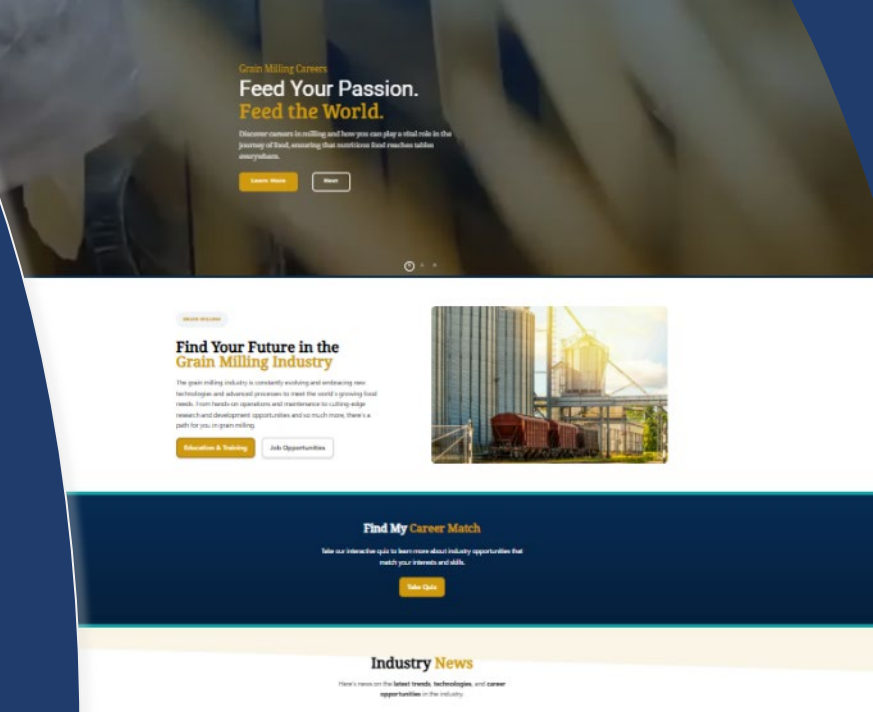 Grain Milling Careers
Feed Your Passion.
Feed the World.
Discover careers in milling and how you can play a vital role in the
journey of food, ensuring that nutritious food reaches tables
everywhere.
Learn More
Next
GRAIN MILLING
Find Your Future in the
Grain Milling Industry
The grain milling industry is constantly evolving and embracing new
technologies and advanced processes to meet the world's growing food
needs. From hands-on operations and maintenance to cutting-edge
research and development opportunities and so much more, there's a
path for you in grain milling.
Education & Training
Job Opportunities
Find My Career Match
Take our interactive quiz to learn more about industry opportunities that
match your interests and skills.
Take Quiz
Industry News
Here's news on the latest trends, technologies, and career
opportunities in the industry.